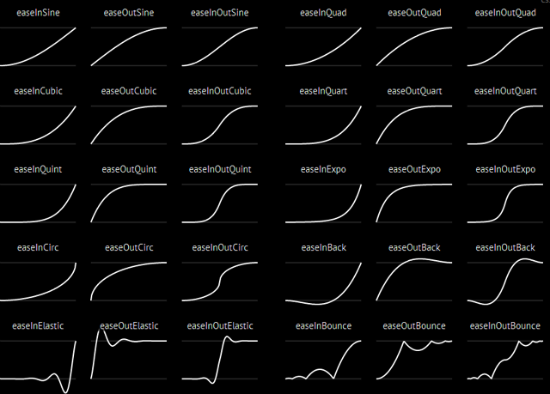 easeInSine easeOutSine easeInOutSine easeInQuad easeOutQuad easeInOutQuad
easeInCubic easeOutCubic easeInOutCubic easeInQuart easeOutQuart easeInOutQuart
easeInQuint easeOutQuint easeInOutQuint easeInExpo easeOutExpo easeInOutExpo
easeInCirc easeOutCirc easeInOutCirc easeInBack easeOutBack easeInOutBack
easeInElastic easeOutElastic easeInOutElastic easeInBounce easeOutBounce easeInOutBounce